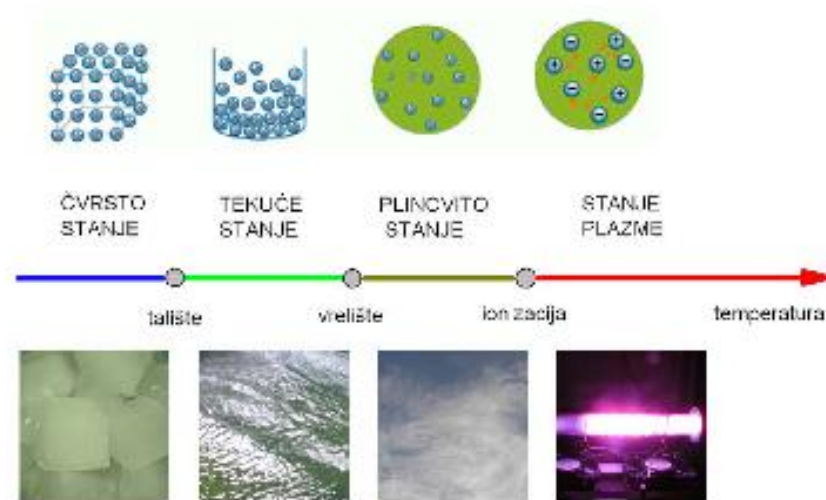 ČVRSTO
STANJE
TEKUĆE
STANJE
PLINOVITO
STANJE
STANJE
PLAZME
talište
vrelište
ionizacija
temperatura